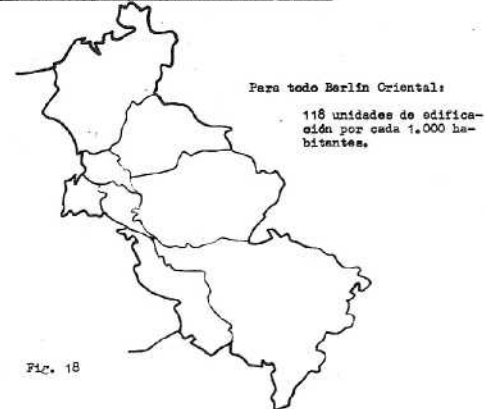 Para todo Berlín Oriental:
118 unidades de edifica-
ción por cada 1.000 ha-
bitantes.
Fig. 18